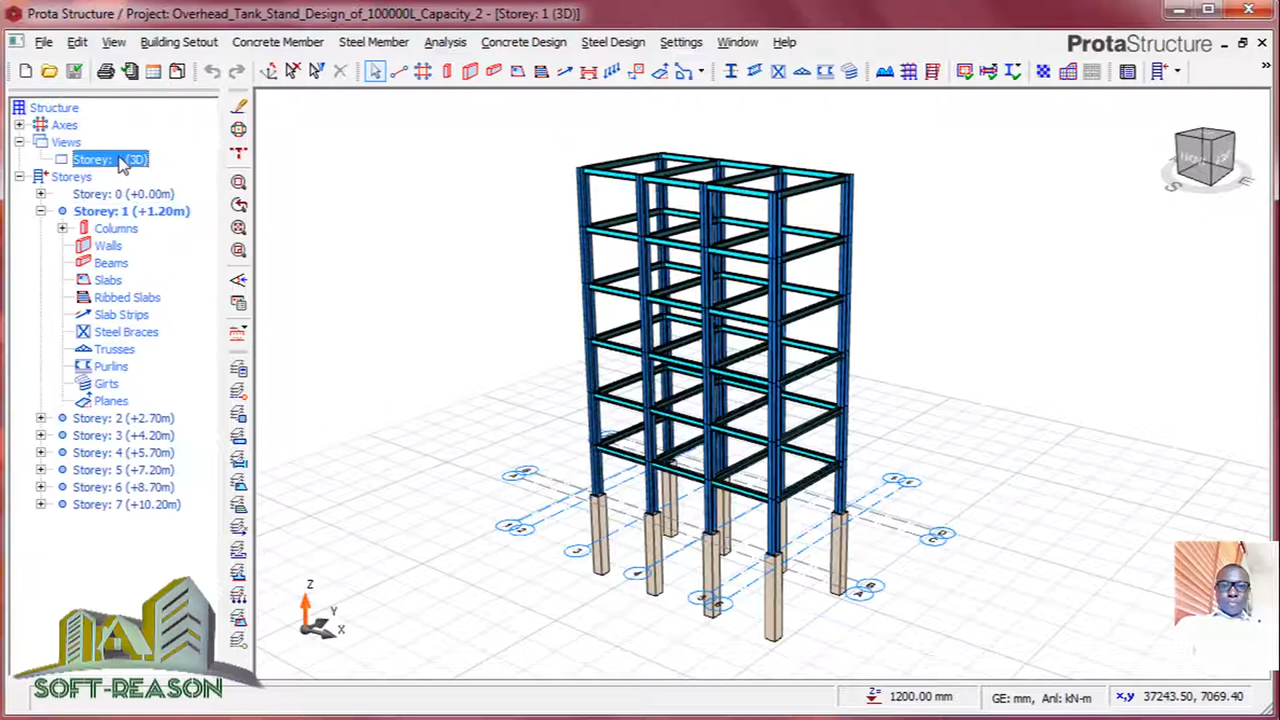 Prota Structure / Project: Overhead_Tank_Stand_Design_of_100000L_Capacity_2 - [Storey: 1 (3D)]
File Edit View Building Setout Concrete Member Steel Member Analysis Concrete Design Steel Design Settings Window Help
ProtaStructure
Structure
Axes
Views
Storey: 1 (3D)
Storeys
Storey: 0 (+0.00m)
Storey: 1 (+1.20m)
Columns
Walls
Beams
Slabs
Ribbed Slabs
Slab Strips
Steel Braces
Trusses
Purlins
Girts
Planes
Storey: 2 (+2.70m)
Storey: 3 (+4.20m)
Storey: 4 (+5.70m)
Storey: 5 (+7.20m)
Storey: 6 (+8.70m)
Storey: 7 (+10.20m)
S E
Z
Y
X
SOFT-REASON
Z= 1200.00 mm GE: mm, Anl: kN-m x,y 37243.50, 7069.40